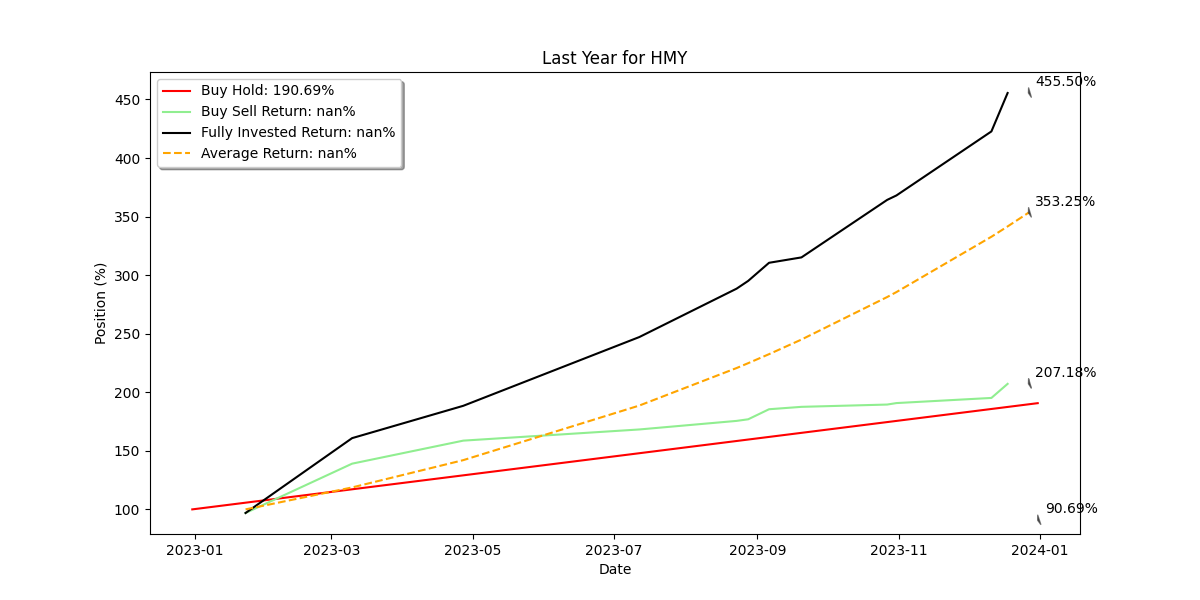 Last Year for HMY
Buy Hold: 190.69%
Buy Sell Return: nan%
Fully Invested Return: nan%
Average Return: nan%
455.50%
353.25%
207.18%
90.69%
Position (%)
450
400
350
300
250
200
150
100
2023-01
2023-03
2023-05
2023-07
2023-09
2023-11
2024-01
Date